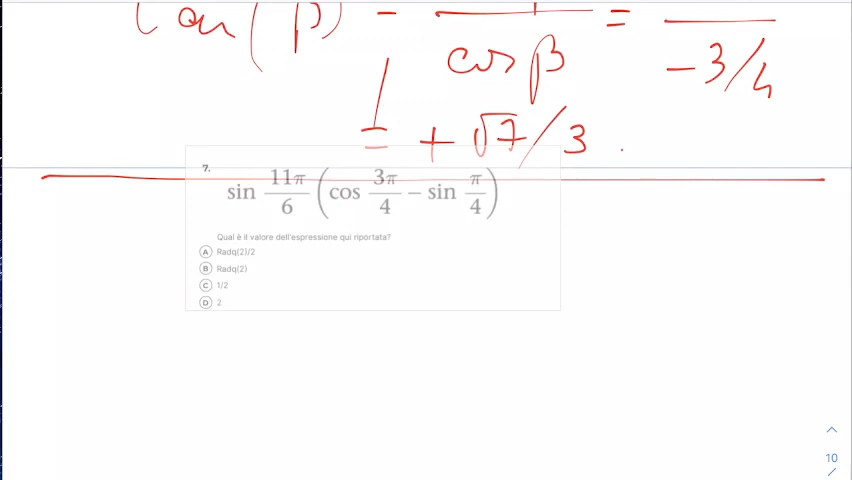 tan(β) = — / cos β = — / -3/4
= + √7/3 .
7.
sin 11π/6 (cos 3π/4 − sin π/4)
Qual è il valore dell'espressione qui riportata?
A Radq(2)/2
B Radq(2)
C 1/2
D 2
10